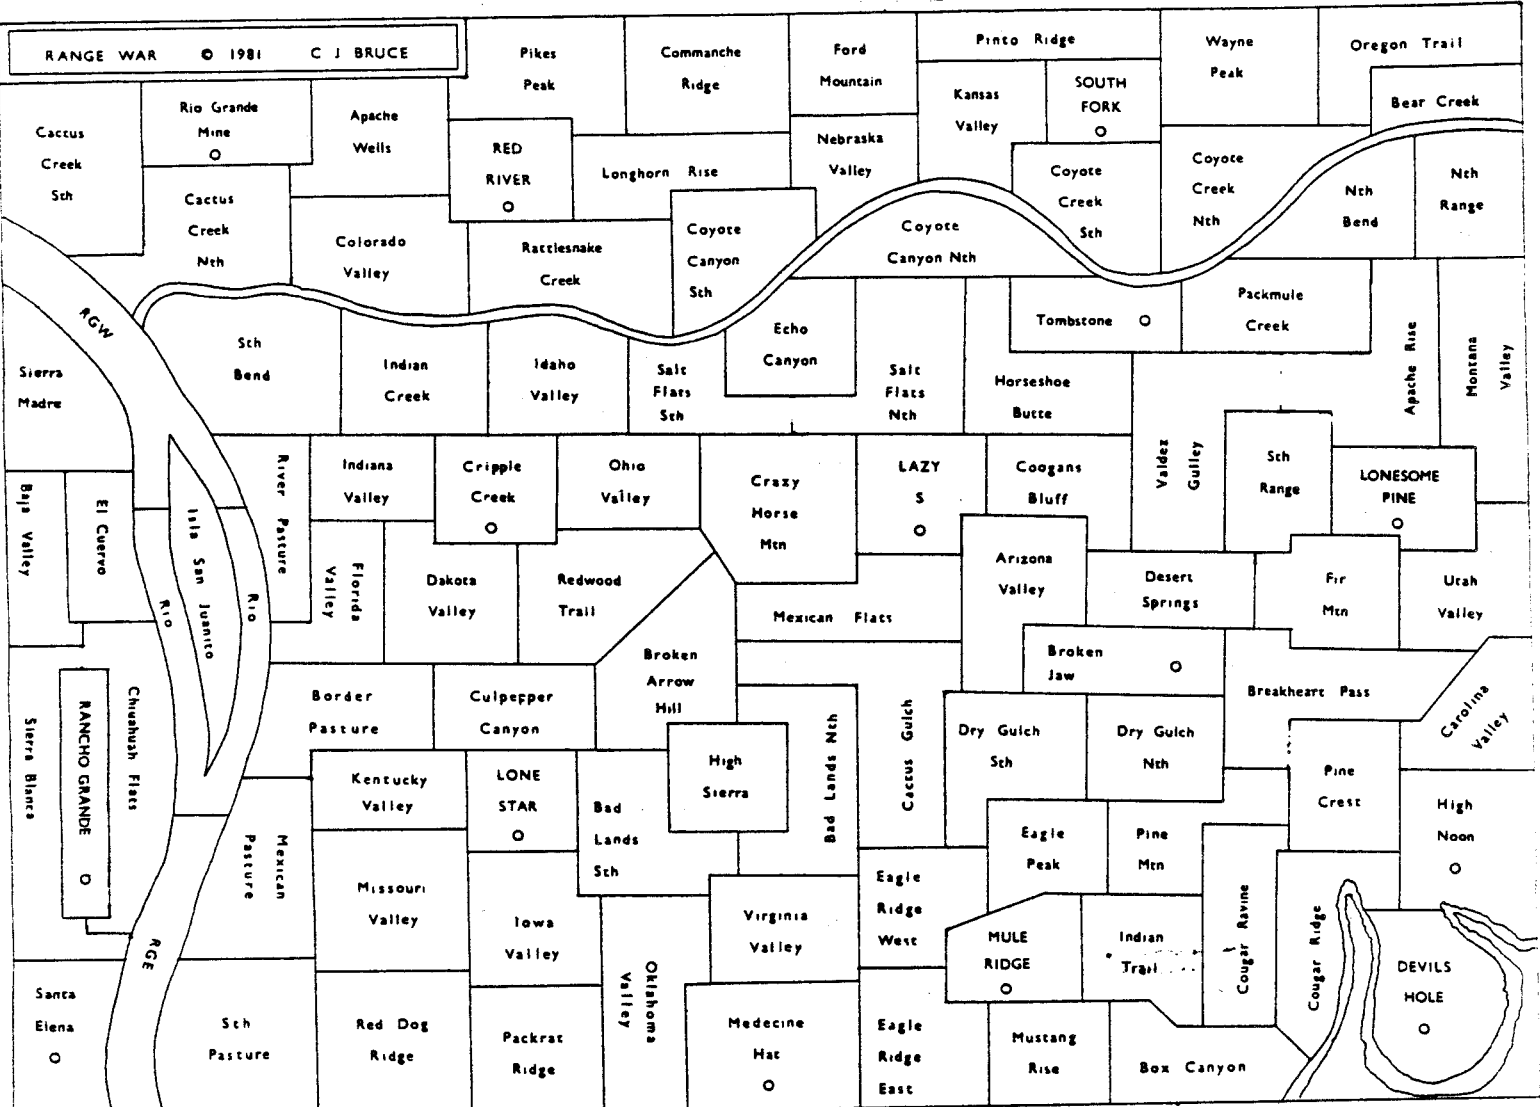 RANGE WAR © 1981 C J BRUCE
Pikes
Peak
Commanche
Ridge
Ford
Mountain
Pinto Ridge
Wayne
Peak
Oregon Trail
Cactus
Creek
Sth
Rio Grande
Mine
Apache
Wells
RED
RIVER
Longhorn Rise
Nebraska
Valley
Kansas
Valley
SOUTH
FORK
Bear Creek
Cactus
Creek
Nth
Colorado
Valley
Rattlesnake
Creek
Coyote
Canyon
Sth
Coyote
Canyon Nth
Coyote
Creek
Sth
Coyote
Creek
Nth
Nth
Bend
Nth
Range
RGW
Sierra
Madre
Sth
Bend
Indian
Creek
Idaho
Valley
Salt
Flats
Sth
Echo
Canyon
Salt
Flats
Nth
Tombstone
Packmule
Creek
Horseshoe
Butte
Apache Rise
Montana
Valley
Baja Valley
El Cuervo
Isla San Juanito
River Pasture
Indiana
Valley
Cripple
Creek
Ohio
Valley
Crazy
Horse
Mtn
LAZY
S
Coogans
Bluff
Valdez
Gulley
Sth
Range
LONESOME
PINE
RIO
RIO
Florida
Valley
Dakota
Valley
Redwood
Trail
Mexican Flats
Arizona
Valley
Desert
Springs
Fir
Mtn
Utah
Valley
Sierra Blanca
RANCHO GRANDE
Chiuahuah Flats
Border
Pasture
Culpepper
Canyon
Broken
Arrow
Hill
Broken
Jaw
Breakheart Pass
Carolina
Valley
Mexican
Pasture
Kentucky
Valley
LONE
STAR
Bad
Lands
Sth
High
Sierra
Bad Lands Nth
Cactus Gulch
Dry Gulch
Sth
Dry Gulch
Nth
Pine
Crest
High
Noon
Missouri
Valley
Iowa
Valley
Virginia
Valley
Eagle
Ridge
West
Eagle
Peak
Pine
Mtn
MULE
RIDGE
Indian
Trail
Cougar Ravine
Cougar Ridge
DEVILS
HOLE
RGE
Santa
Elena
Sth
Pasture
Red Dog
Ridge
Packrat
Ridge
Oklahoma
Valley
Medecine
Hat
Eagle
Ridge
East
Mustang
Rise
Box Canyon